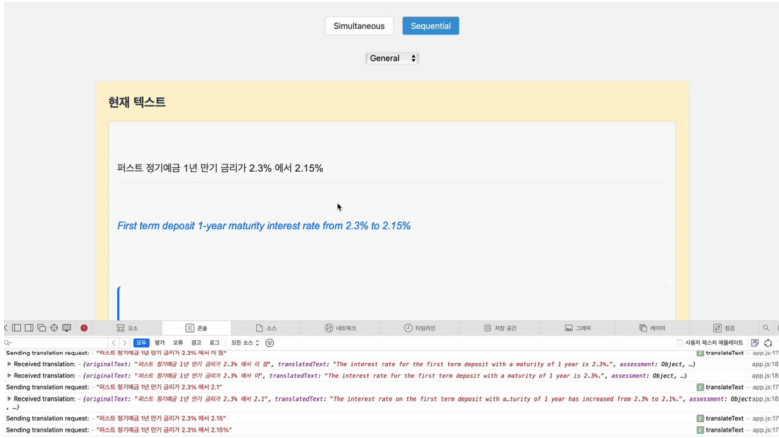 Simultaneous Sequential
General
현재 텍스트
퍼스트 정기예금 1년 만기 금리가 2.3% 에서 2.15%
First term deposit 1-year maturity interest rate from 2.3% to 2.15%
요소 콘솔 소스 네트워크 타임라인 저장 공간 그래픽 레이어 점검
모두 평가 오류 경고 로그 모든 소스 사용자 제스처 에뮬레이트
Sending translation request: – "퍼스트 정기예금 1년 만기 금리가 2.3% 에서 이 점" translateText — app.js:17
Received translation: – {originalText: "퍼스트 정기예금 1년 만기 금리가 2.3% 에서 이 점", translatedText: "The interest rate for the first term deposit with a maturity of 1 year is 2.3%.", assessment: Object, …} app.js:18
Received translation: – {originalText: "퍼스트 정기예금 1년 만기 금리가 2.3% 에서 이", translatedText: "The interest rate for the first term deposit with a maturity of 1 year is 2.3%.", assessment: Object, …} app.js:18
Sending translation request: – "퍼스트 정기예금 1년 만기 금리가 2.3% 에서 2.1" translateText — app.js:17
Received translation: – {originalText: "퍼스트 정기예금 1년 만기 금리가 2.3% 에서 2.1", translatedText: "The interest rate on the first term deposit with a…turity of 1 year has increased from 2.3% to 2.1%.", assessment: Object app.js:18
, …}
Sending translation request: – "퍼스트 정기예금 1년 만기 금리가 2.3% 에서 2.15" translateText — app.js:17
Sending translation request: – "퍼스트 정기예금 1년 만기 금리가 2.3% 에서 2.15%" translateText — app.js:17